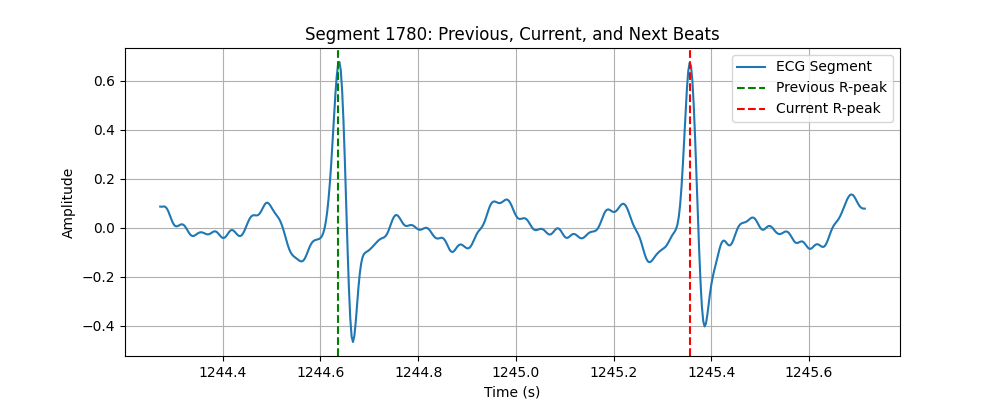 Segment 1780: Previous, Current, and Next Beats
ECG Segment
Previous R-peak
Current R-peak
Amplitude
0.6
0.4
0.2
0.0
−0.2
−0.4
1244.4 1244.6 1244.8 1245.0 1245.2 1245.4 1245.6
Time (s)